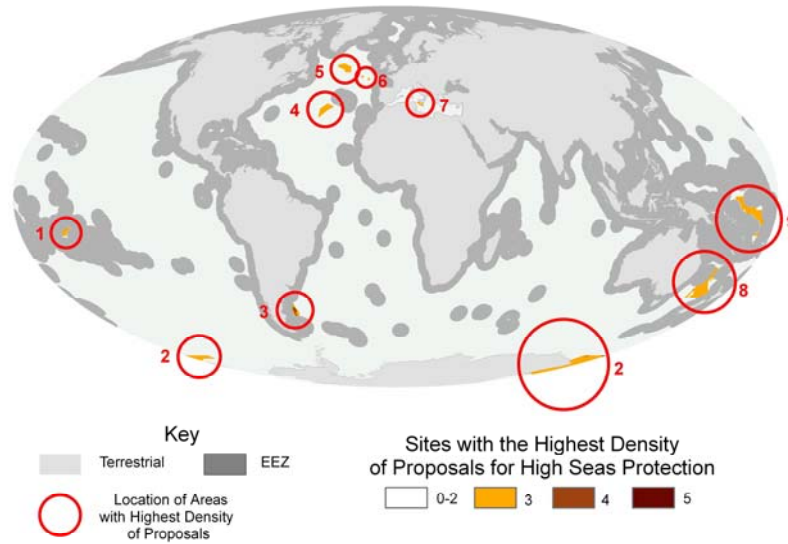 5
6
4
7
1
9
8
3
2
2
Key
Terrestrial
EEZ
Location of Areas
with Highest Density
of Proposals
Sites with the Highest Density
of Proposals for High Seas Protection
0-2
3
4
5